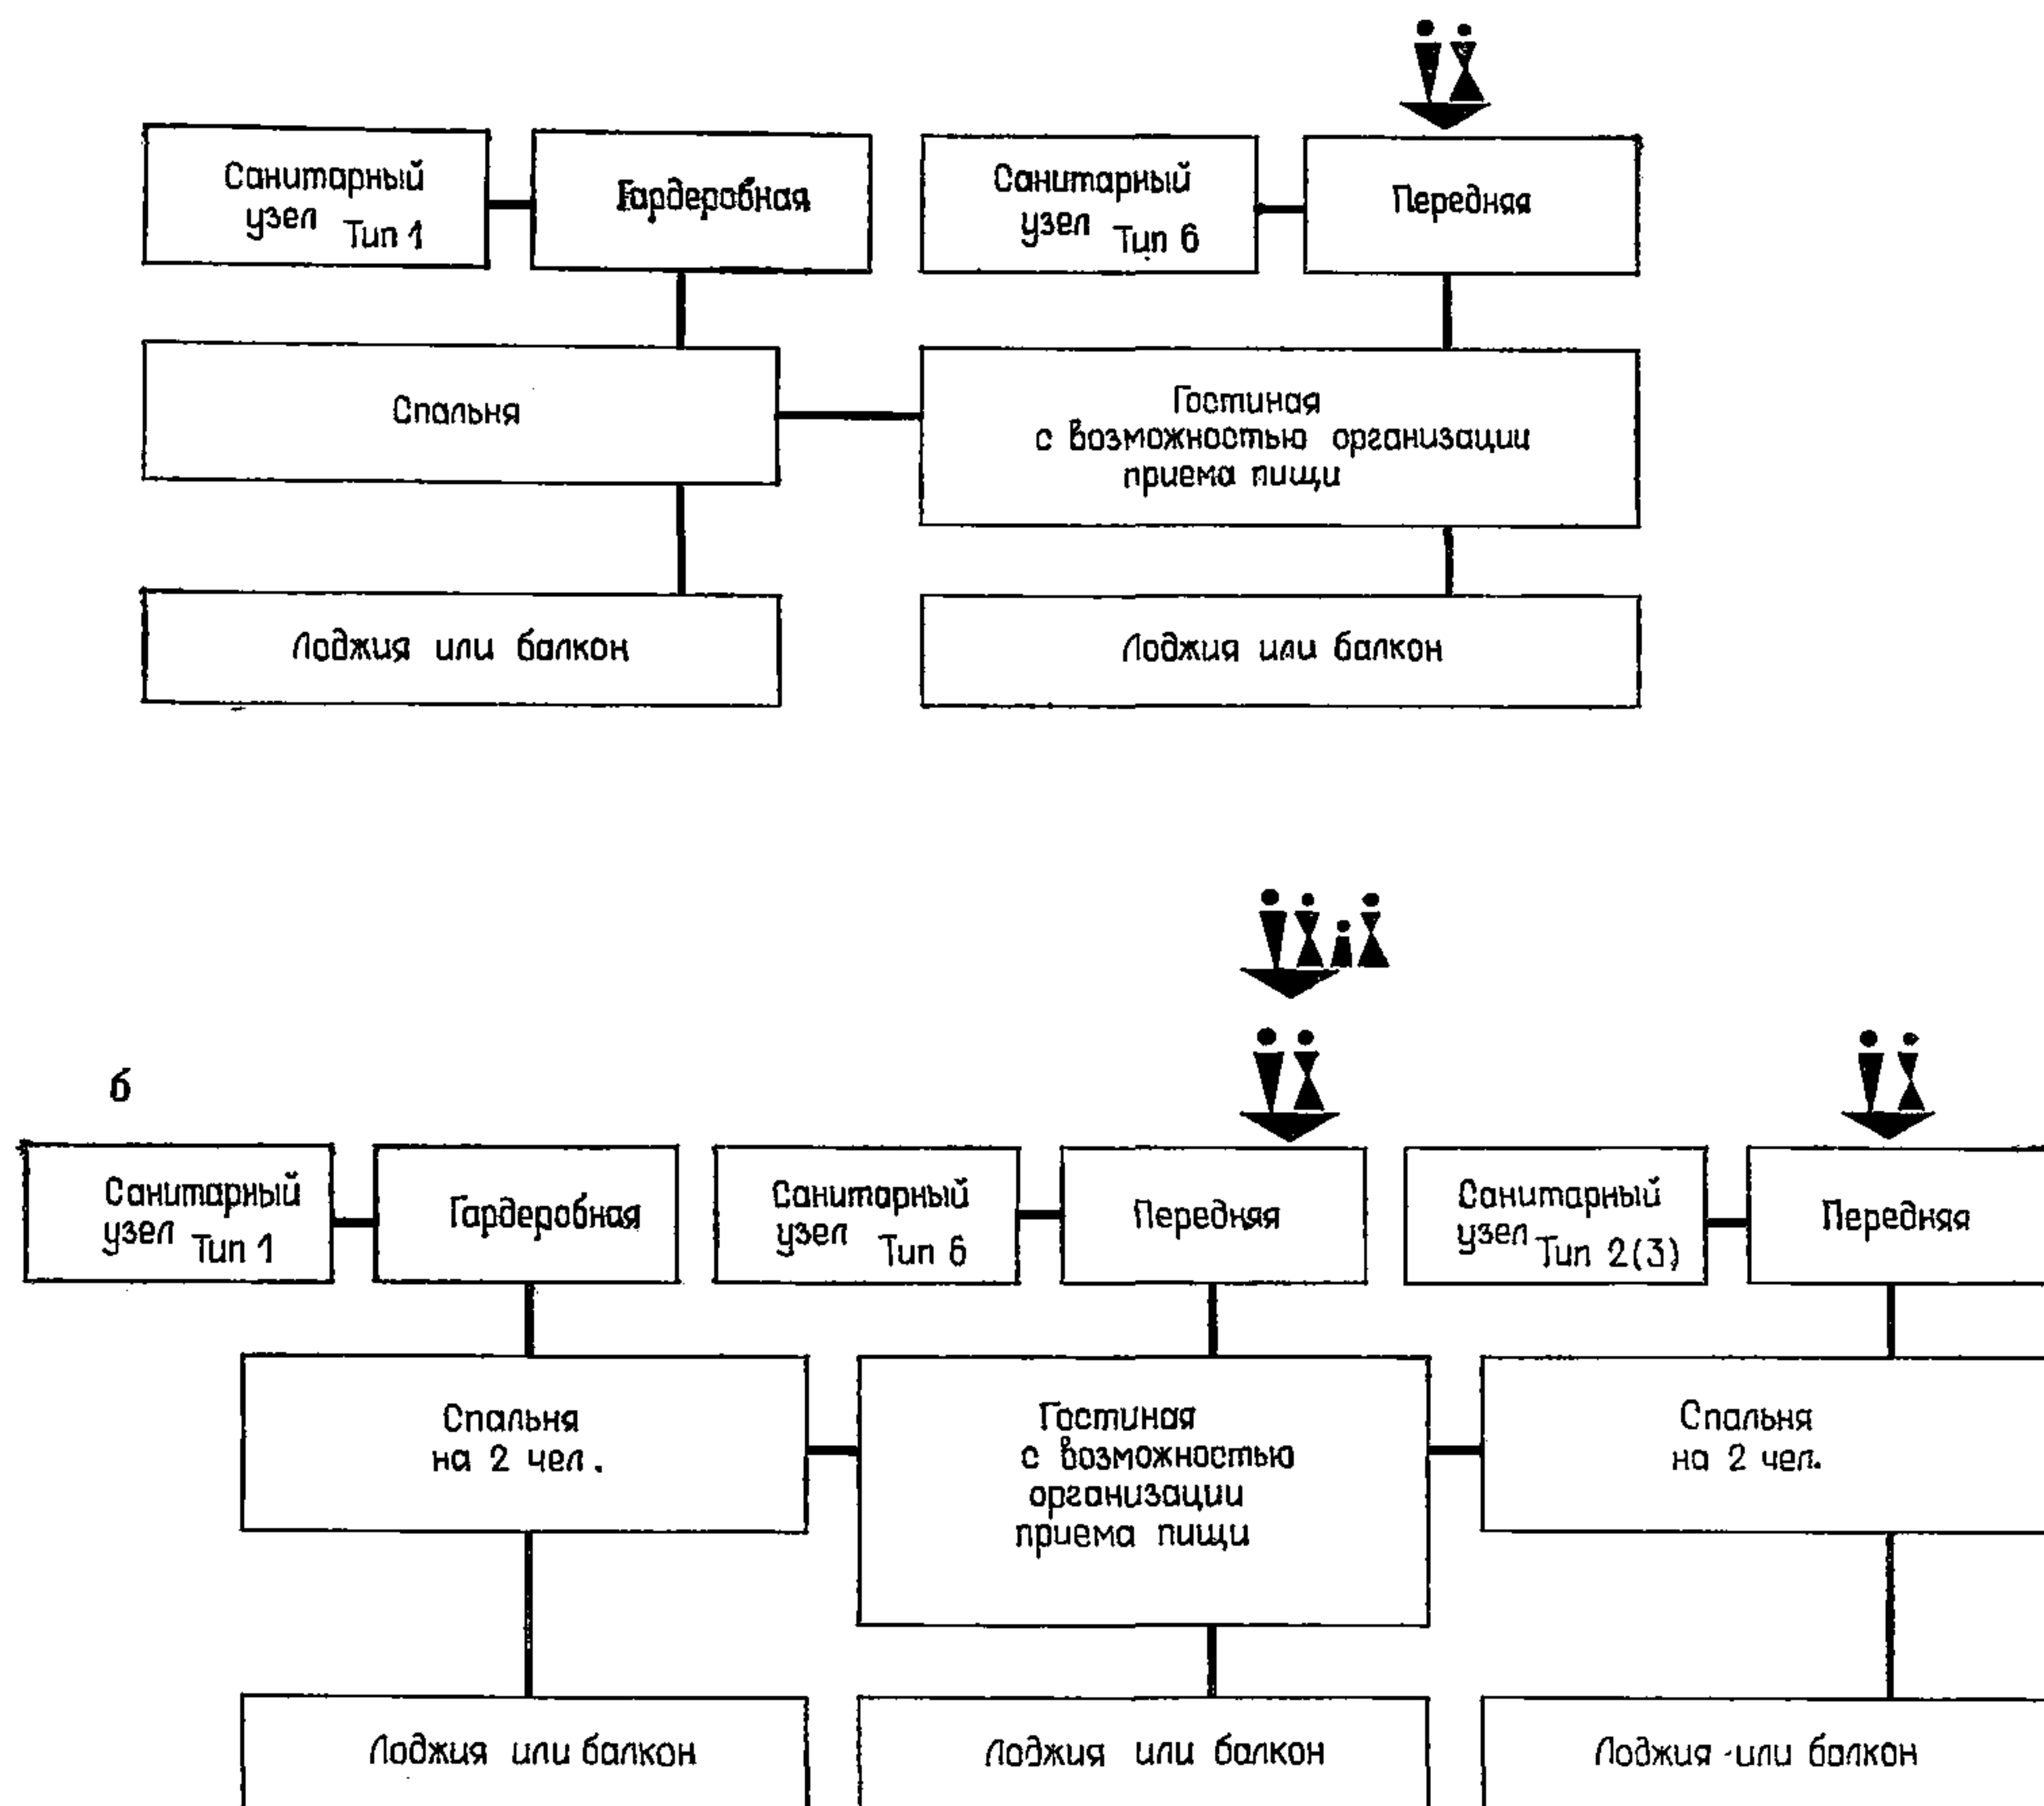 Санитарный
узел Тип 1
Гардеробная
Санитарный
узел Тип 6
Передняя
Спальня
Гостиная
с возможностью организации
приема пищи
Лоджия или балкон
Лоджия или балкон
б
Санитарный
узел Тип 1
Гардеробная
Санитарный
узел Тип 6
Передняя
Санитарный
узел Тип 2(3)
Передняя
Спальня
на 2 чел.
Гостиная
с возможностью
организации
приема пищи
Спальня
на 2 чел.
Лоджия или балкон
Лоджия или балкон
Лоджия или балкон